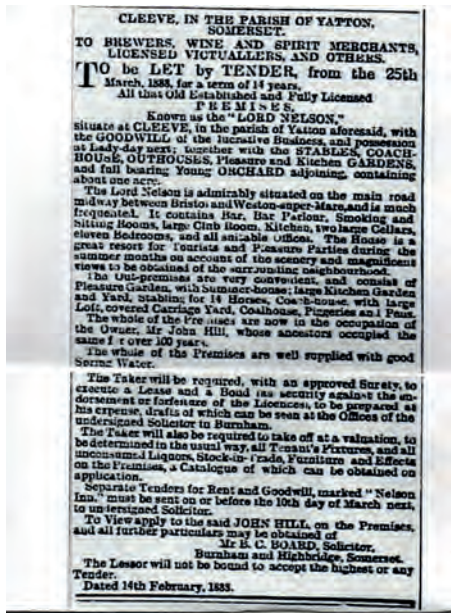 CLEEVE, IN THE PARISH OF YATTON,
SOMERSET.
TO BREWERS, WINE AND SPIRIT MERCHANTS,
LICENSED VICTUALLERS, AND OTHERS.
TO be LET by TENDER, from the 25th
March, 1888, for a term of 14 years,
All that Old Established and Fully Licensed
PREMISES,
Known us the "LORD NELSON,"
situate at CLEEVE, in the parish of Yatton aforesaid, with
the GOODWILL of the lucrative Business, and possession
at Lady-day next; together with the STABLES, COACH-
HOUSE, OUTHOUSES, Pleasure and Kitchen GARDENS,
and full bearing Young ORCHARD adjoining, containing
about one acre.
The Lord Nelson is admirably situated on the main road
midway between Bristol and Weston-super-Mare, and is much
frequented. It contains Bar, Bar Parlour, Smoking and
Sitting Rooms, large Club Room, Kitchen, two large Cellars,
eleven Bedrooms, and all suitable Offices. The House is a
great resort for Tourists and Pleasure Parties during the
summer months on account of the scenery and magnificent
views to be obtained of the surrounding neighbourhood.
The Out-premises are very convenient, and consist of
Pleasure Garden, with Summer-house; large Kitchen Garden
and Yard, Stabling for 14 Horses, Coach-house, with large
Loft, covered Carriage Yard, Coalhouse, Piggeries and Pens.
The whole of the Premises are now in the occupation of
the Owner, Mr John Hill, whose ancestors occupied the
same for over 100 years.
The whole of the Premises are well supplied with good
Spring Water.
The Taker will be required, with an approved Surety, to
execute a Lease and a Bond (as security against the en-
dorsement or forfeiture of the Licences), to be prepared at
his expense, drafts of which can be seen at the Offices of the
undersigned Solicitor in Burnham.
The Taker will also be required to take off at a valuation, to
be determined in the usual way, all Tenant's Fixtures, and all
unconsumed Liquors, Stock-in-Trade, Furniture and Effects
on the Premises, a Catalogue of which can be obtained on
application.
Separate Tenders for Rent and Goodwill, marked "Nelson
Inn," must be sent on or before the 10th day of March next,
to undersigned Solicitor.
To View apply to the said JOHN HILL, on the Premises,
and all further particulars may be obtained of
Mr B. C. BOARD, Solicitor,
Burnham and Highbridge, Somerset.
The Lessor will not be bound to accept the highest or any
Tender.
Dated 14th February, 1888.